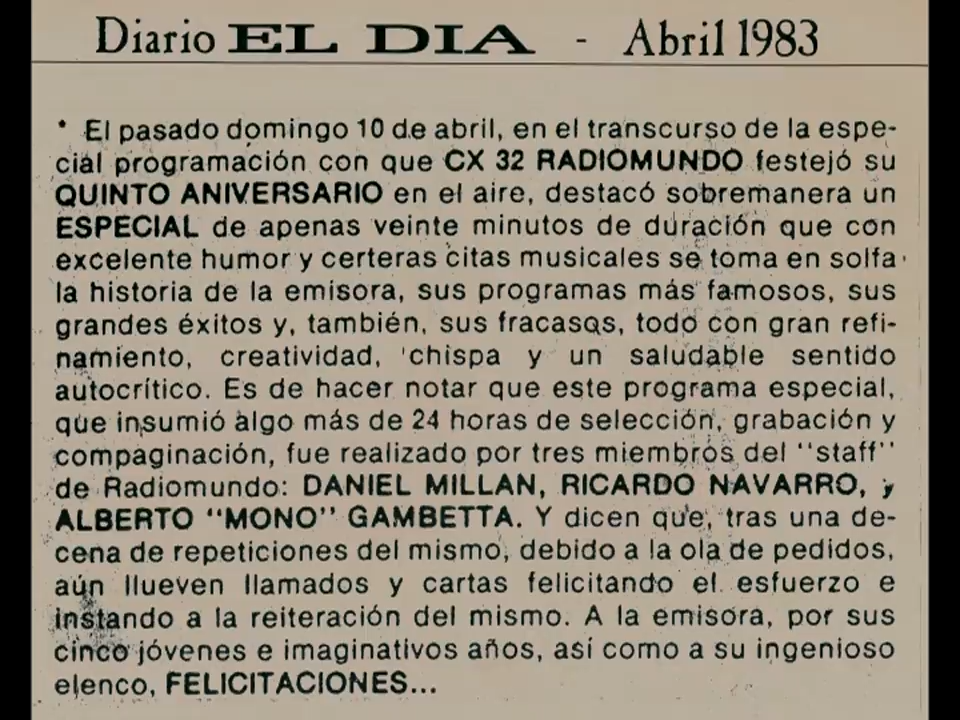 Diario EL DIA - Abril 1983
* El pasado domingo 10 de abril, en el transcurso de la espe-
cial programación con que CX 32 RADIOMUNDO festejó su
QUINTO ANIVERSARIO en el aire, destacó sobremanera un
ESPECIAL de apenas veinte minutos de duración que con
excelente humor y certeras citas musicales se toma en solfa
la historia de la emisora, sus programas más famosos, sus
grandes éxitos y, también, sus fracasos, todo con gran refi-
namiento, creatividad, chispa y un saludable sentido
autocrítico. Es de hacer notar que este programa especial,
que insumió algo más de 24 horas de selección, grabación y
compaginación, fue realizado por tres miembros del "staff"
de Radiomundo: DANIEL MILLAN, RICARDO NAVARRO, y
ALBERTO "MONO" GAMBETTA. Y dicen que, tras una de-
cena de repeticiones del mismo, debido a la ola de pedidos,
aún llueven llamados y cartas felicitando el esfuerzo e
instando a la reiteración del mismo. A la emisora, por sus
cinco jóvenes e imaginativos años, así como a su ingenioso
elenco, FELICITACIONES...